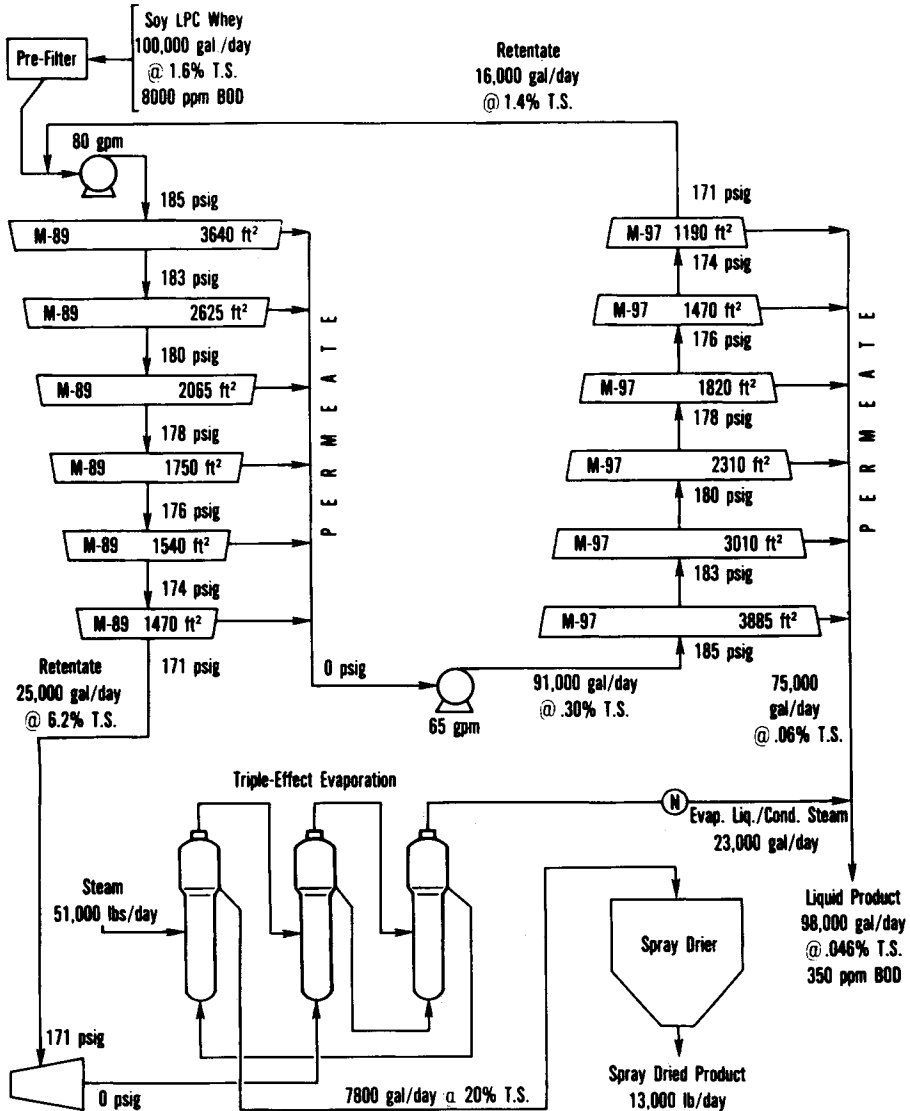 Soy LPC Whey
100,000 gal./day
@ 1.6% T.S.
8000 ppm BOD
Pre-Filter
80 gpm
185 psig
M-89 3640 ft²
183 psig
M-89 2625 ft²
180 psig
M-89 2065 ft²
178 psig
M-89 1750 ft²
176 psig
M-89 1540 ft²
174 psig
M-89 1470 ft²
171 psig
Retentate
25,000 gal/day
@ 6.2% T.S.
PERMEATE
0 psig
65 gpm
91,000 gal/day
@ .30% T.S.
Retentate
16,000 gal/day
@ 1.4% T.S.
171 psig
M-97 1190 ft²
174 psig
M-97 1470 ft²
176 psig
M-97 1820 ft²
178 psig
M-97 2310 ft²
180 psig
M-97 3010 ft²
183 psig
M-97 3885 ft²
185 psig
PERMEATE
75,000
gal/day
@ .06% T.S.
Triple-Effect Evaporation
N
Evap. Liq./Cond. Steam
23,000 gal/day
Steam
51,000 lbs/day
Spray Drier
Liquid Product
98,000 gal/day
@ .046% T.S.
350 ppm BOD
171 psig
0 psig
7800 gal/day @ 20% T.S.
Spray Dried Product
13,000 lb/day